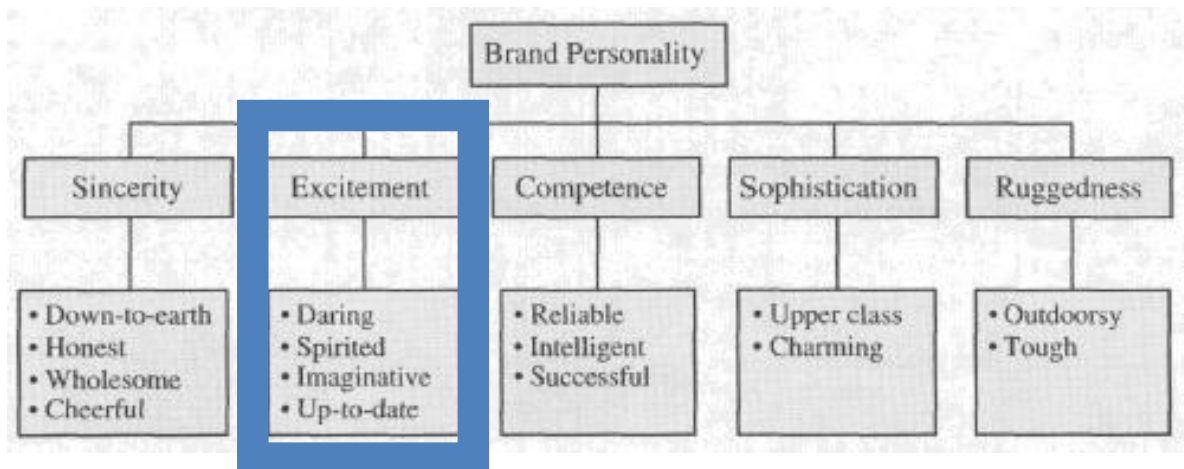 Brand Personality
Sincerity
Excitement
Competence
Sophistication
Ruggedness
• Down-to-earth
• Honest
• Wholesome
• Cheerful
• Daring
• Spirited
• Imaginative
• Up-to-date
• Reliable
• Intelligent
• Successful
• Upper class
• Charming
• Outdoorsy
• Tough